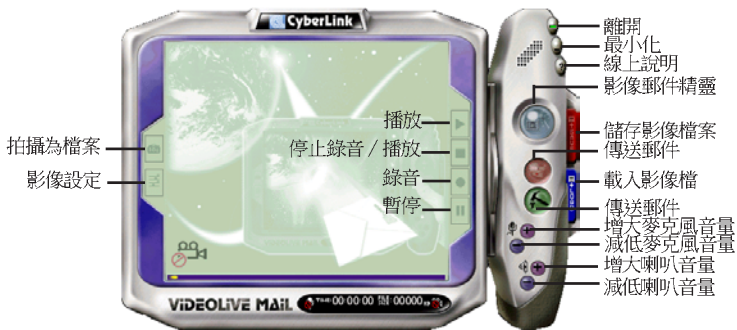 CyberLink
離開
最小化
線上說明
影像郵件精靈
播放
停止錄音 / 播放
錄音
暫停
拍攝為檔案
影像設定
儲存影像檔案
傳送郵件
載入影像檔
傳送郵件
增大麥克風音量
減低麥克風音量
增大喇叭音量
減低喇叭音量
VIDEOLIVE MAIL
TIME 00:00:00
00000